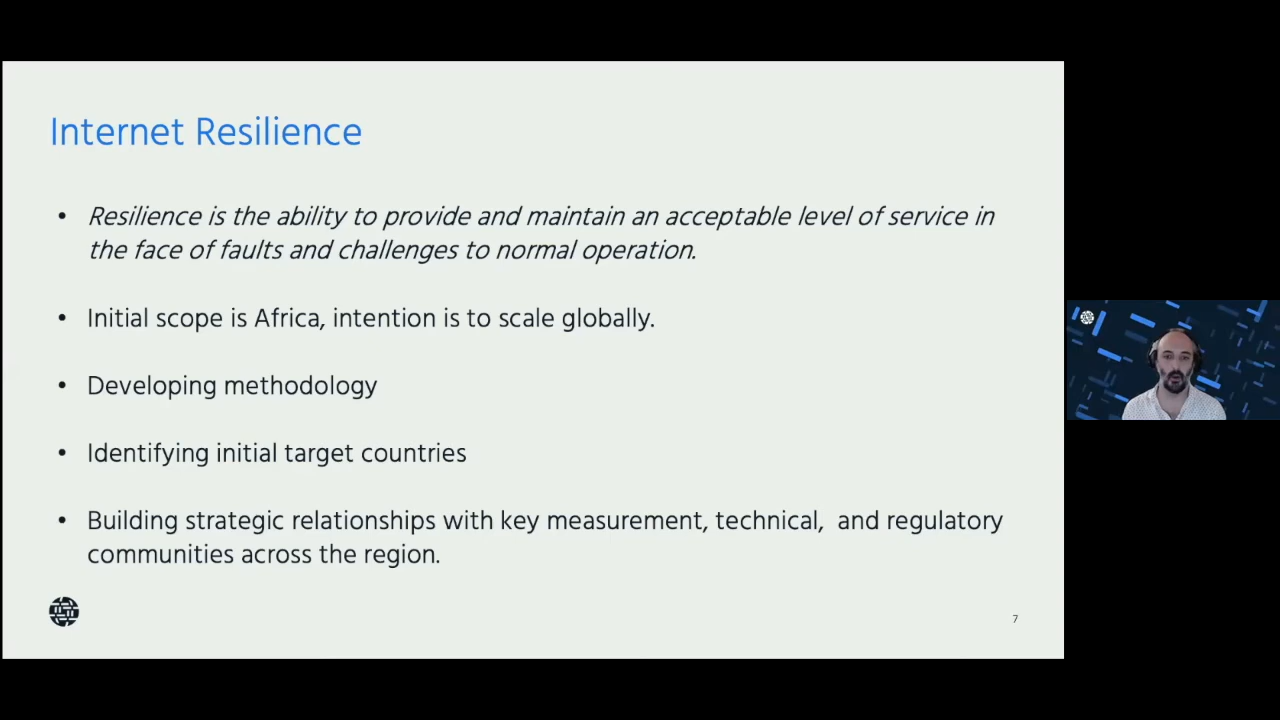 Internet Resilience
• Resilience is the ability to provide and maintain an acceptable level of service in
the face of faults and challenges to normal operation.
• Initial scope is Africa, intention is to scale globally.
• Developing methodology
• Identifying initial target countries
• Building strategic relationships with key measurement, technical,  and regulatory
communities across the region.
7